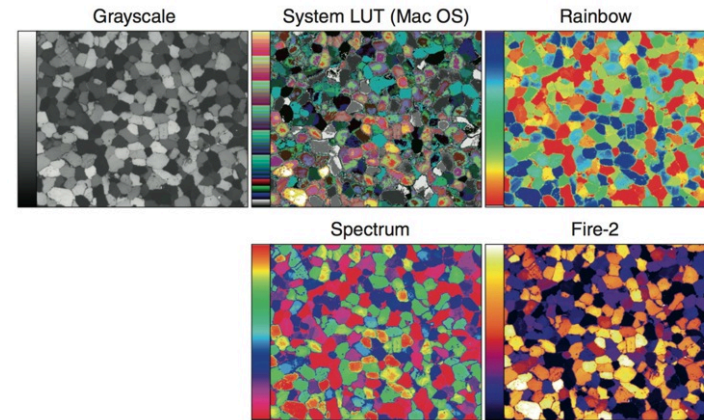 Grayscale
System LUT (Mac OS)
Rainbow
Spectrum
Fire-2